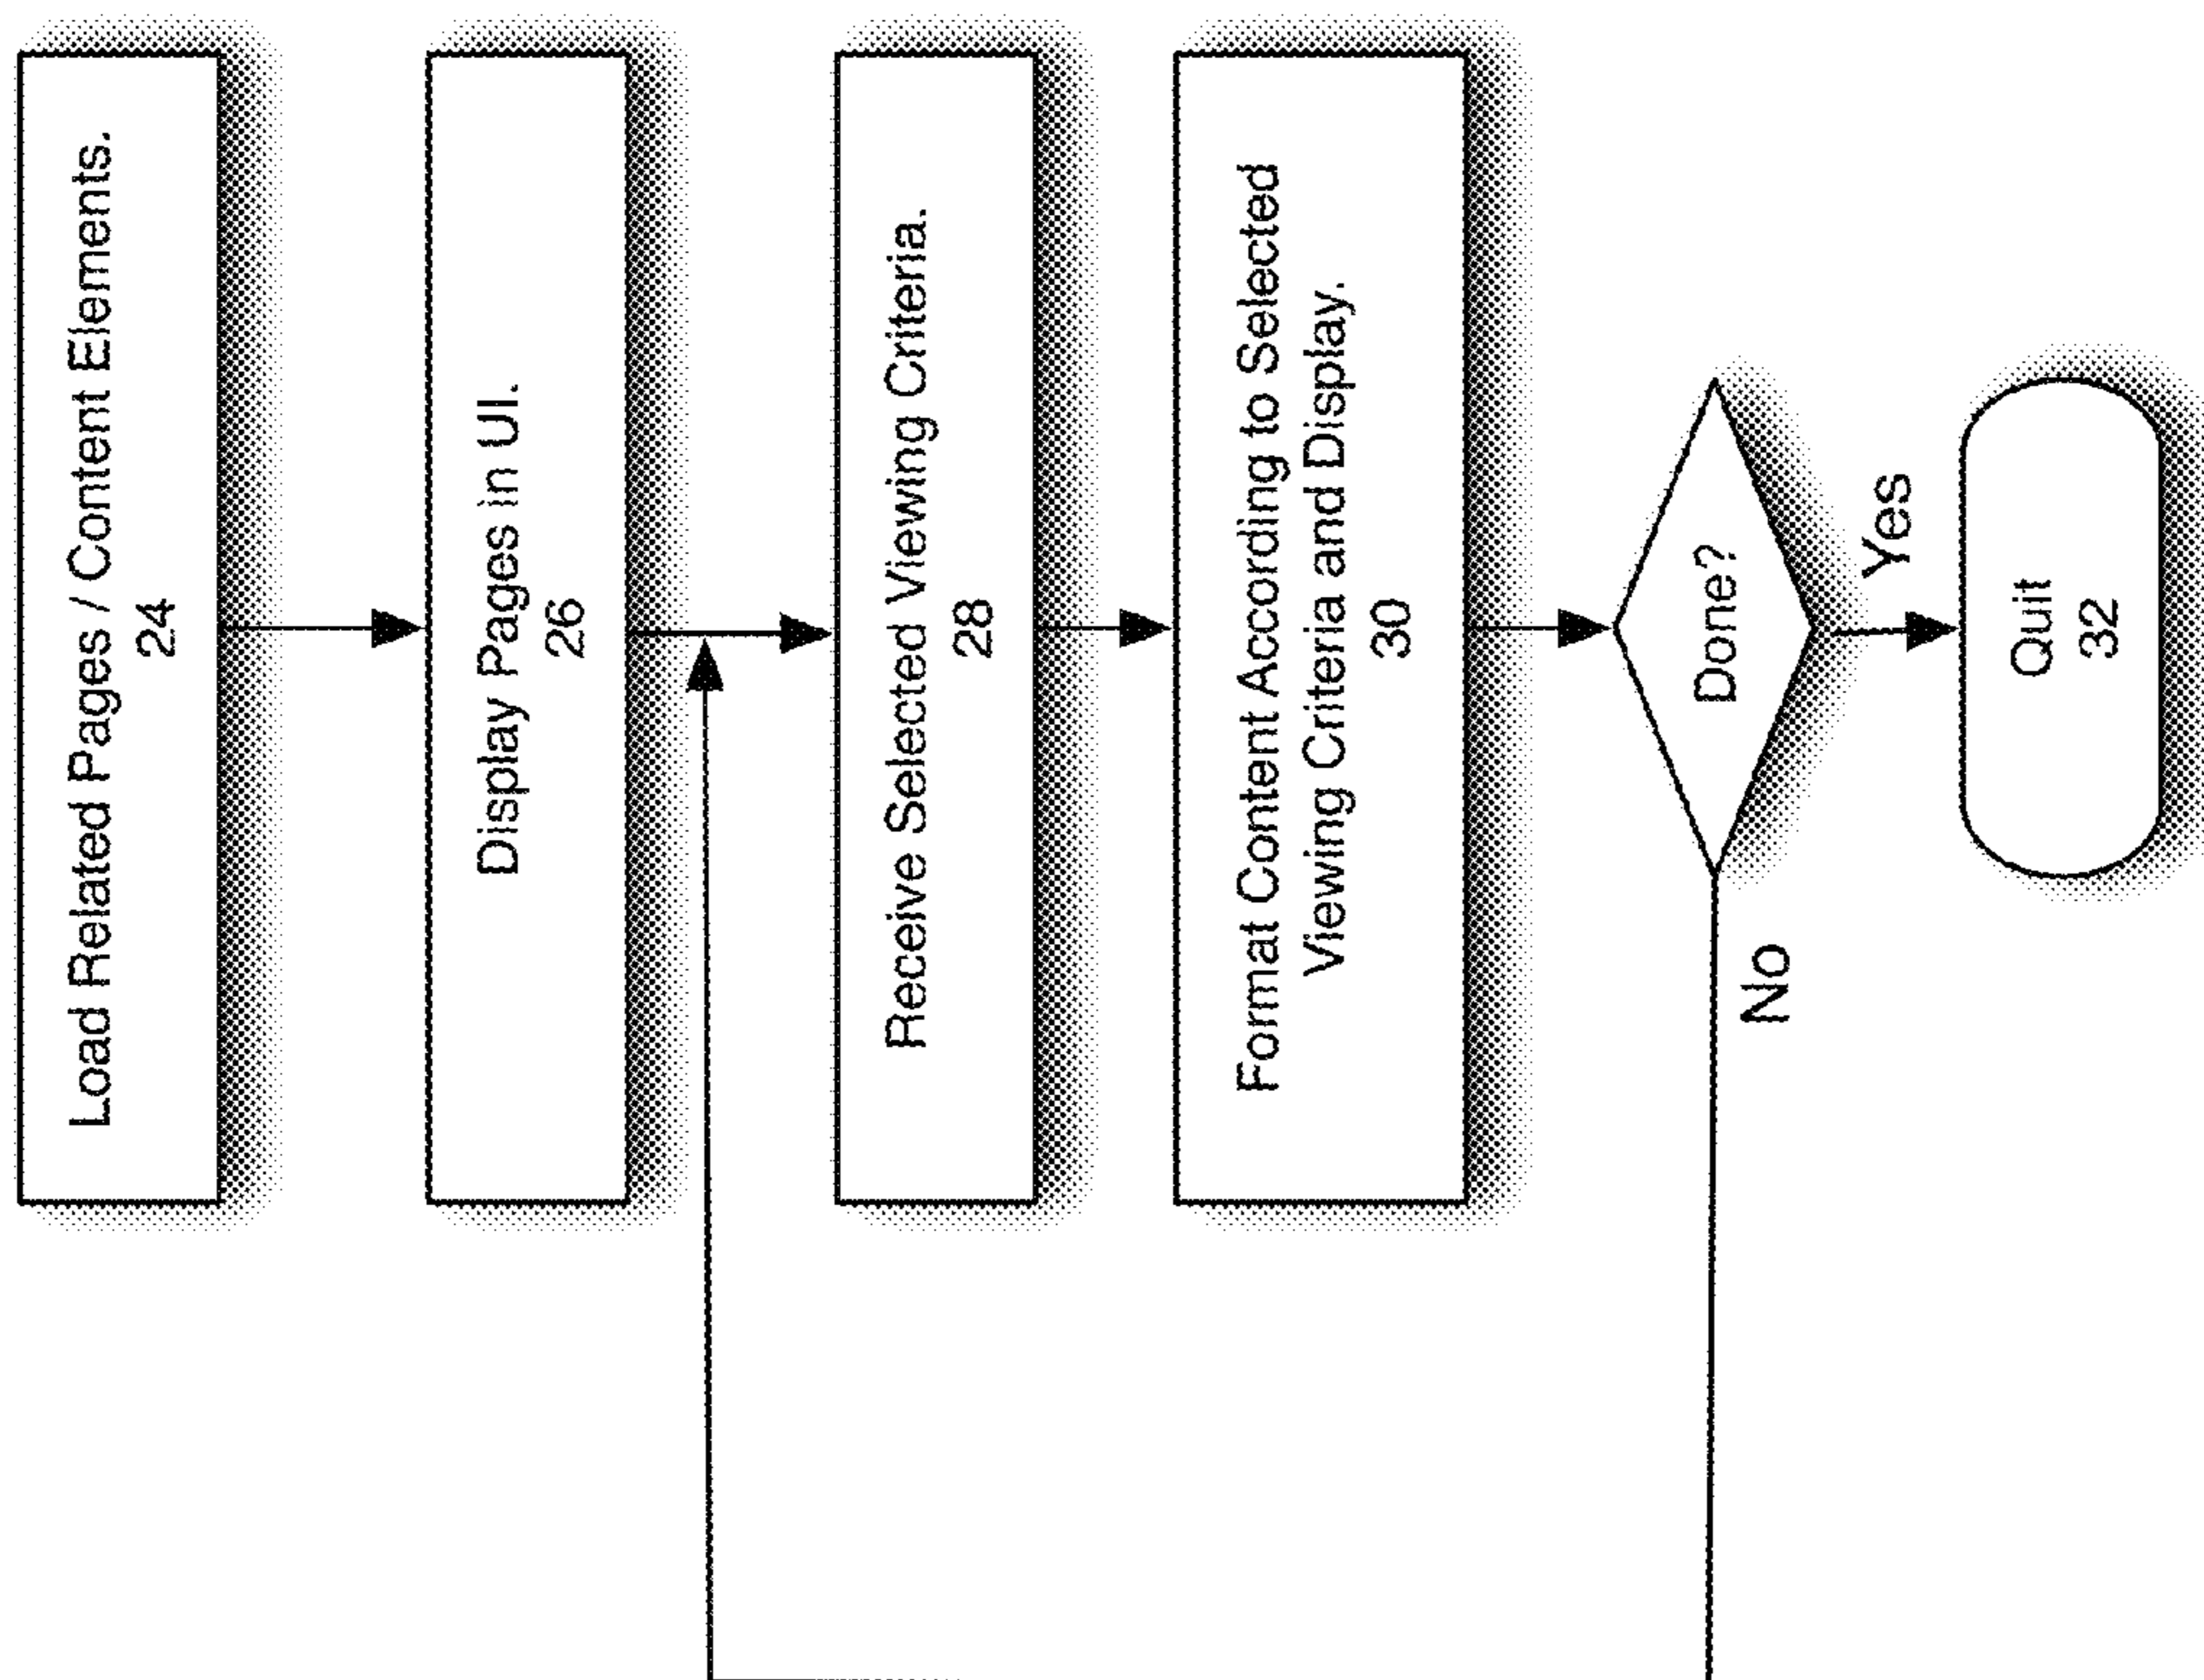 Load Related Pages / Content Elements.
24
Display Pages in UI.
26
Receive Selected Viewing Criteria.
28
Format Content According to Selected
Viewing Criteria and Display.
30
Done?
No
Yes
Quit
32